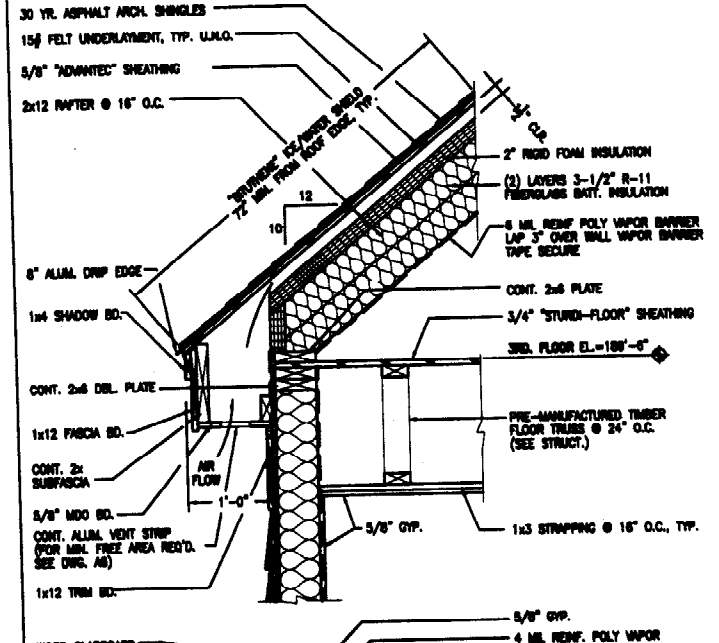 30 YR. ASPHALT ARCH. SHINGLES
15# FELT UNDERLAYMENT, TYP. U.N.O.
5/8" "ADVANTEC" SHEATHING
2x12 RAFTER @ 16" O.C.
ICE/WATER SHIELD
72" MIN. FROM ROOF EDGE, TYP.
12
10
1/2" CLR.
2" RIGID FOAM INSULATION
(2) LAYERS 3-1/2" R-11
FIBERGLASS BATT. INSULATION
6 MIL REINF POLY VAPOR BARRIER
LAP 3" OVER WALL VAPOR BARRIER
TAPE SECURE
8" ALUM. DRIP EDGE
1x4 SHADOW BD.
CONT. 2x6 PLATE
3/4" "STURDI-FLOOR" SHEATHING
3RD. FLOOR EL.=188'-6"
CONT. 2x6 DBL. PLATE
1x12 FASCIA BD.
CONT. 2x
SUBFASCIA
AIR
FLOW
PRE-MANUFACTURED TIMBER
FLOOR TRUSS @ 24" O.C.
(SEE STRUCT.)
5/8" MDO BD.
1'-0"
CONT. ALUM. VENT STRIP
(FOR MIN. FREE AREA REQ'D.
SEE DWG. A6)
5/8" GYP.
1x3 STRAPPING @ 16" O.C., TYP.
1x12 TRIM BD.
5/8" GYP.
4 MIL REINF. POLY VAPOR